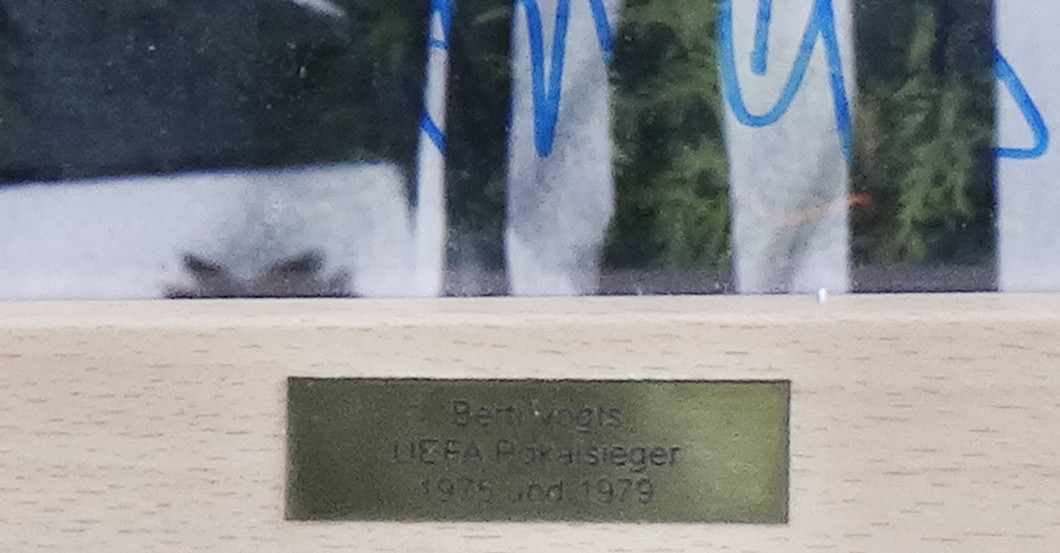 Berti Vogts
UEFA Pokalsieger
1975 und 1979